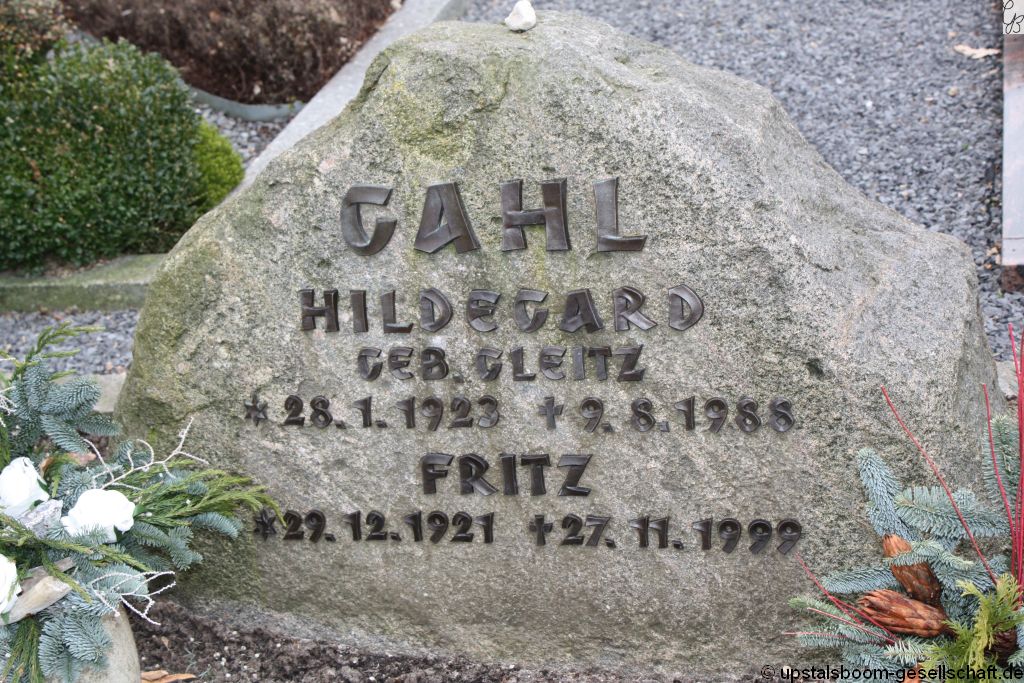 GAHL
HILDEGARD
GEB. GLEITZ
* 28.1.1923 † 9.8.1988
FRITZ
* 29.12.1921 † 27.11.1999
© upstalsboom-gesellschaft.de